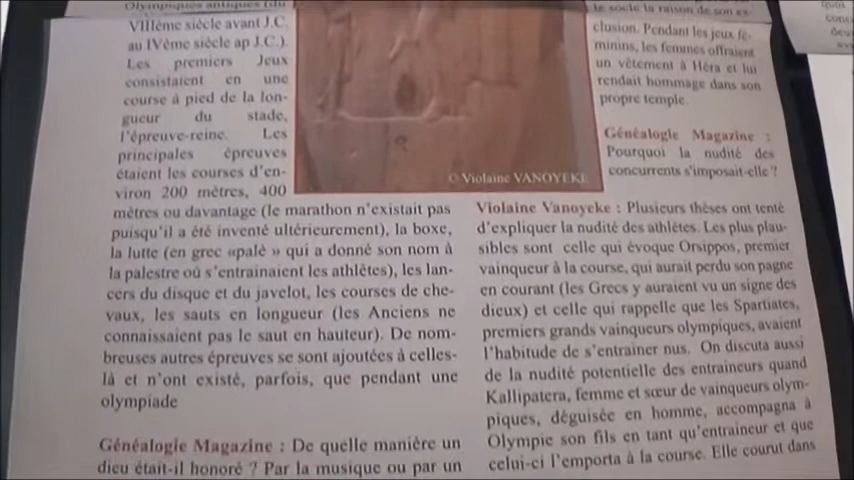 Olympiques antiques (du
VIIIème siècle avant J.C.
au IVème siècle ap J.C.).
Les premiers Jeux
consistaient en une
course à pied de la lon-
gueur du stade,
l'épreuve-reine. Les
principales épreuves
étaient les courses d'en-
viron 200 mètres, 400
mètres ou davantage (le marathon n'existait pas
puisqu'il a été inventé ultérieurement), la boxe,
la lutte (en grec «palè » qui a donné son nom à
la palestre où s'entrainaient les athlètes), les lan-
cers du disque et du javelot, les courses de che-
vaux, les sauts en longueur (les Anciens ne
connaissaient pas le saut en hauteur). De nom-
breuses autres épreuves se sont ajoutées à celles-
là et n'ont existé, parfois, que pendant une
olympiade
Généalogie Magazine : De quelle manière un
dieu était-il honoré ? Par la musique ou par un
© Violaine VANOYEKE
le socle la raison de son ex-
clusion. Pendant les jeux fé-
minins, les femmes offraient
un vêtement à Héra et lui
rendait hommage dans son
propre temple.
Généalogie Magazine :
Pourquoi la nudité des
concurrents s'imposait-elle ?
Violaine Vanoyeke : Plusieurs thèses ont tenté
d'expliquer la nudité des athlètes. Les plus plau-
sibles sont celle qui évoque Orsippos, premier
vainqueur à la course, qui aurait perdu son pagne
en courant (les Grecs y auraient vu un signe des
dieux) et celle qui rappelle que les Spartiates,
premiers grands vainqueurs olympiques, avaient
l'habitude de s'entrainer nus. On discuta aussi
de la nudité potentielle des entraineurs quand
Kallipatera, femme et sœur de vainqueurs olym-
piques, déguisée en homme, accompagna à
Olympie son fils en tant qu'entraineur et que
celui-ci l'emporta à la course. Elle courut dans